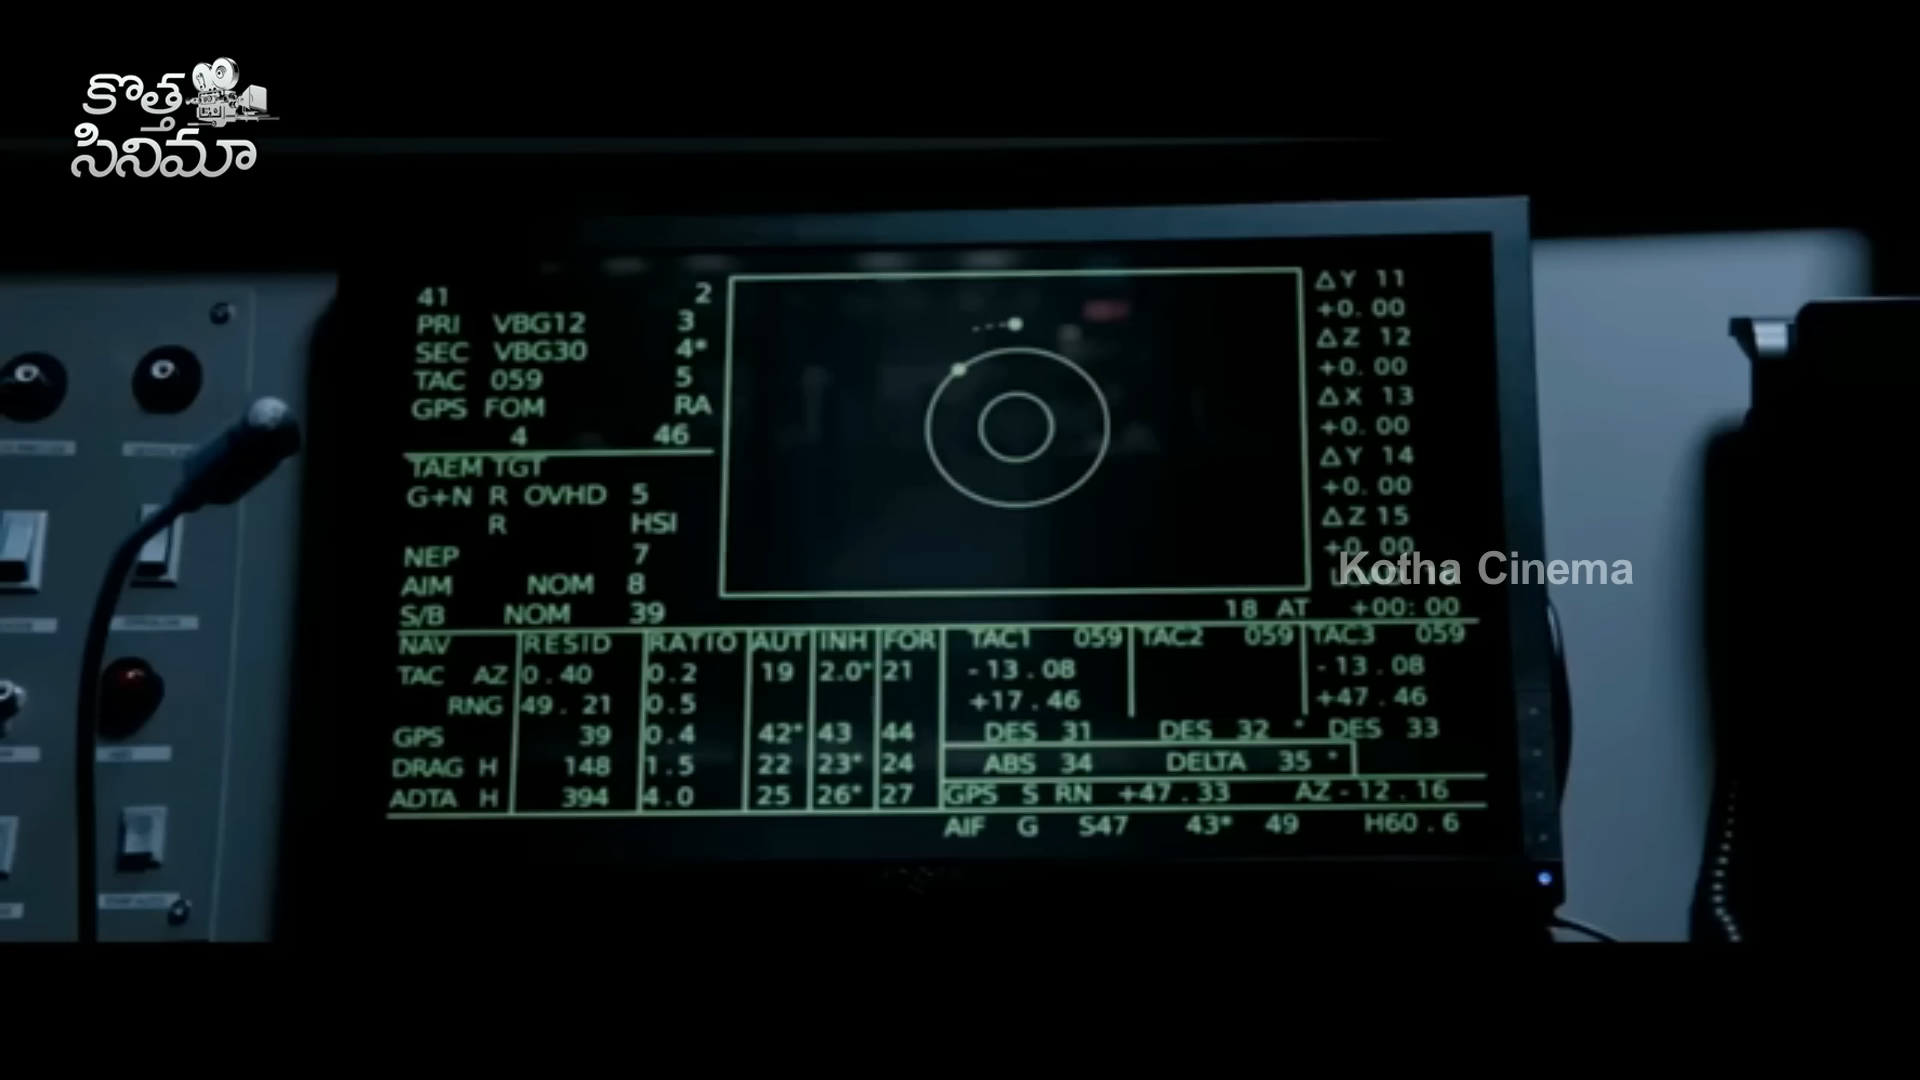 కొత్త
సినిమా
41 2
PRI VBG12 3
SEC VBG30 4*
TAC 059 5
GPS FOM RA
4 46
TAEM TGT
G+N R OVHD 5
R HSI
NEP 7
AIM NOM 8
S/B NOM 39
ΔY 11
+0. 00
ΔZ 12
+0. 00
ΔX 13
+0. 00
ΔY 14
+0. 00
ΔZ 15
+0. 00
Kotha Cinema
18 AT +00: 00
NAV RESID RATIO AUT INH FOR
TAC AZ 0.40 0.2 19 2.0* 21
RNG 49. 21 0.5
GPS 39 0.4 42* 43 44
DRAG H 148 1.5 22 23* 24
ADTA H 394 4.0 25 26* 27
TAC1 059 TAC2 059 TAC3 059
-13.08 -13.08
+17.46 +47.46
DES 31 DES 32 * DES 33
ABS 34 DELTA 35 *
GPS S RN +47.33 AZ-12.16
AIF G S47 43* 49 H60.6